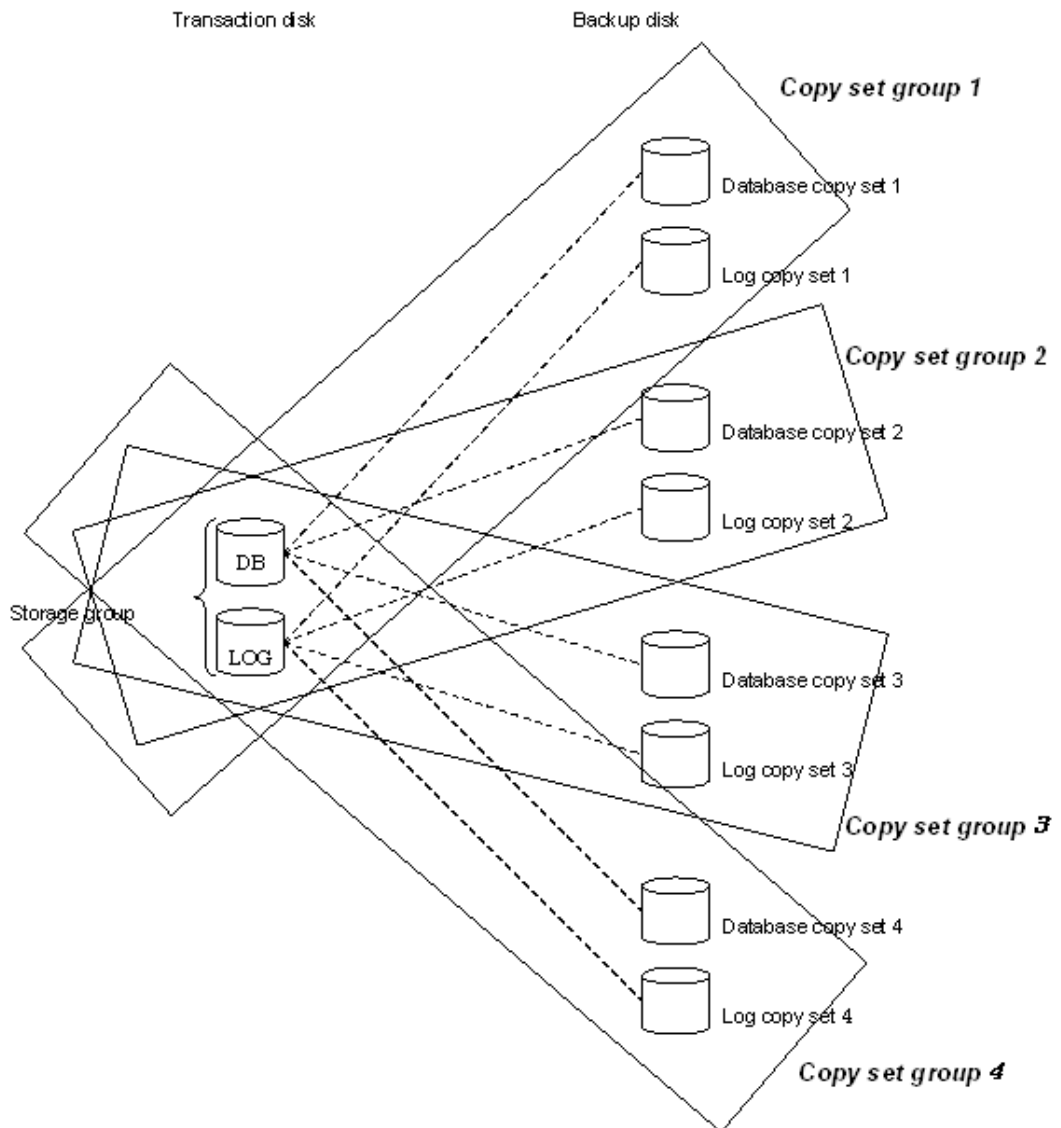 Transaction disk
Backup disk
Copy set group 1
Database copy set 1
Log copy set 1
Copy set group 2
Database copy set 2
Log copy set 2
DB
Storage group
LOG
Database copy set 3
Log copy set 3
Copy set group 3
Database copy set 4
Log copy set 4
Copy set group 4